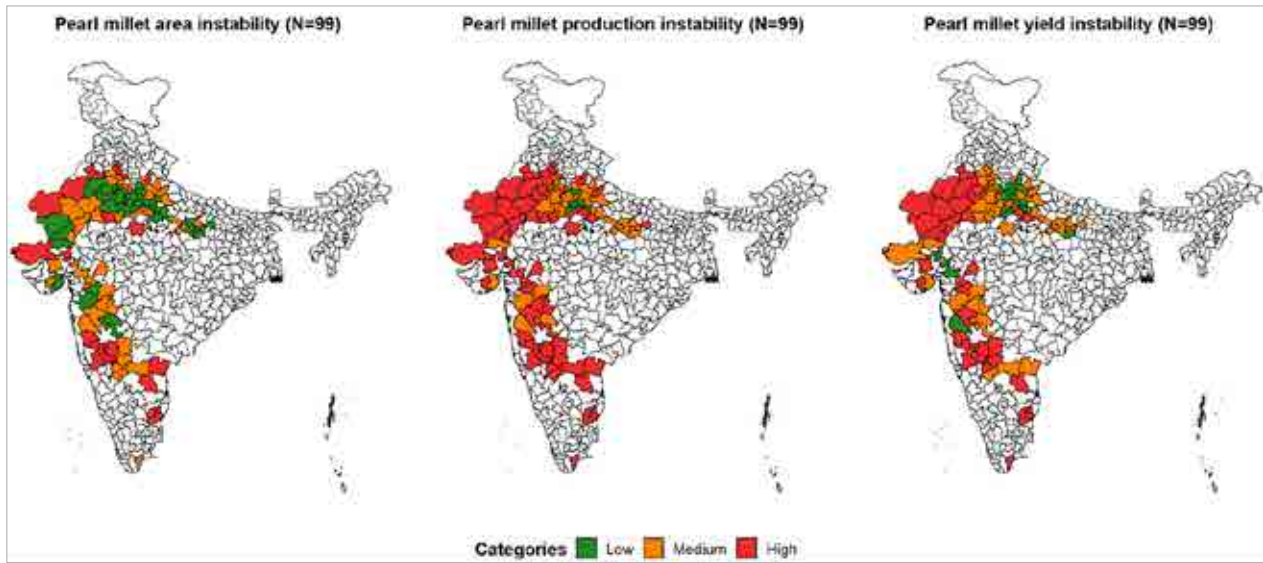 Pearl millet area instability (N=99)
Pearl millet production instability (N=99)
Pearl millet yield instability (N=99)
Categories Low Medium High